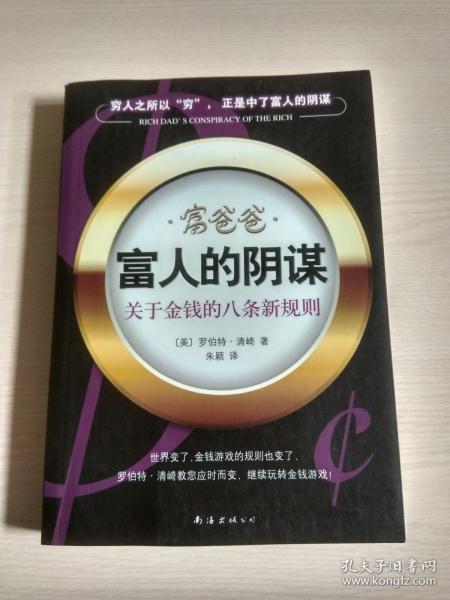 穷人之所以“穷”，正是中了富人的阴谋
RICH DAD'S CONSPIRACY OF THE RICH
·富爸爸·
富人的阴谋
关于金钱的八条新规则
〔美〕罗伯特·清崎 著
朱颖 译
世界变了,金钱游戏的规则也变了,
罗伯特·清崎教您应时而变，继续玩转金钱游戏!
南海出版公司
孔夫子旧书网
www.kongfz.com